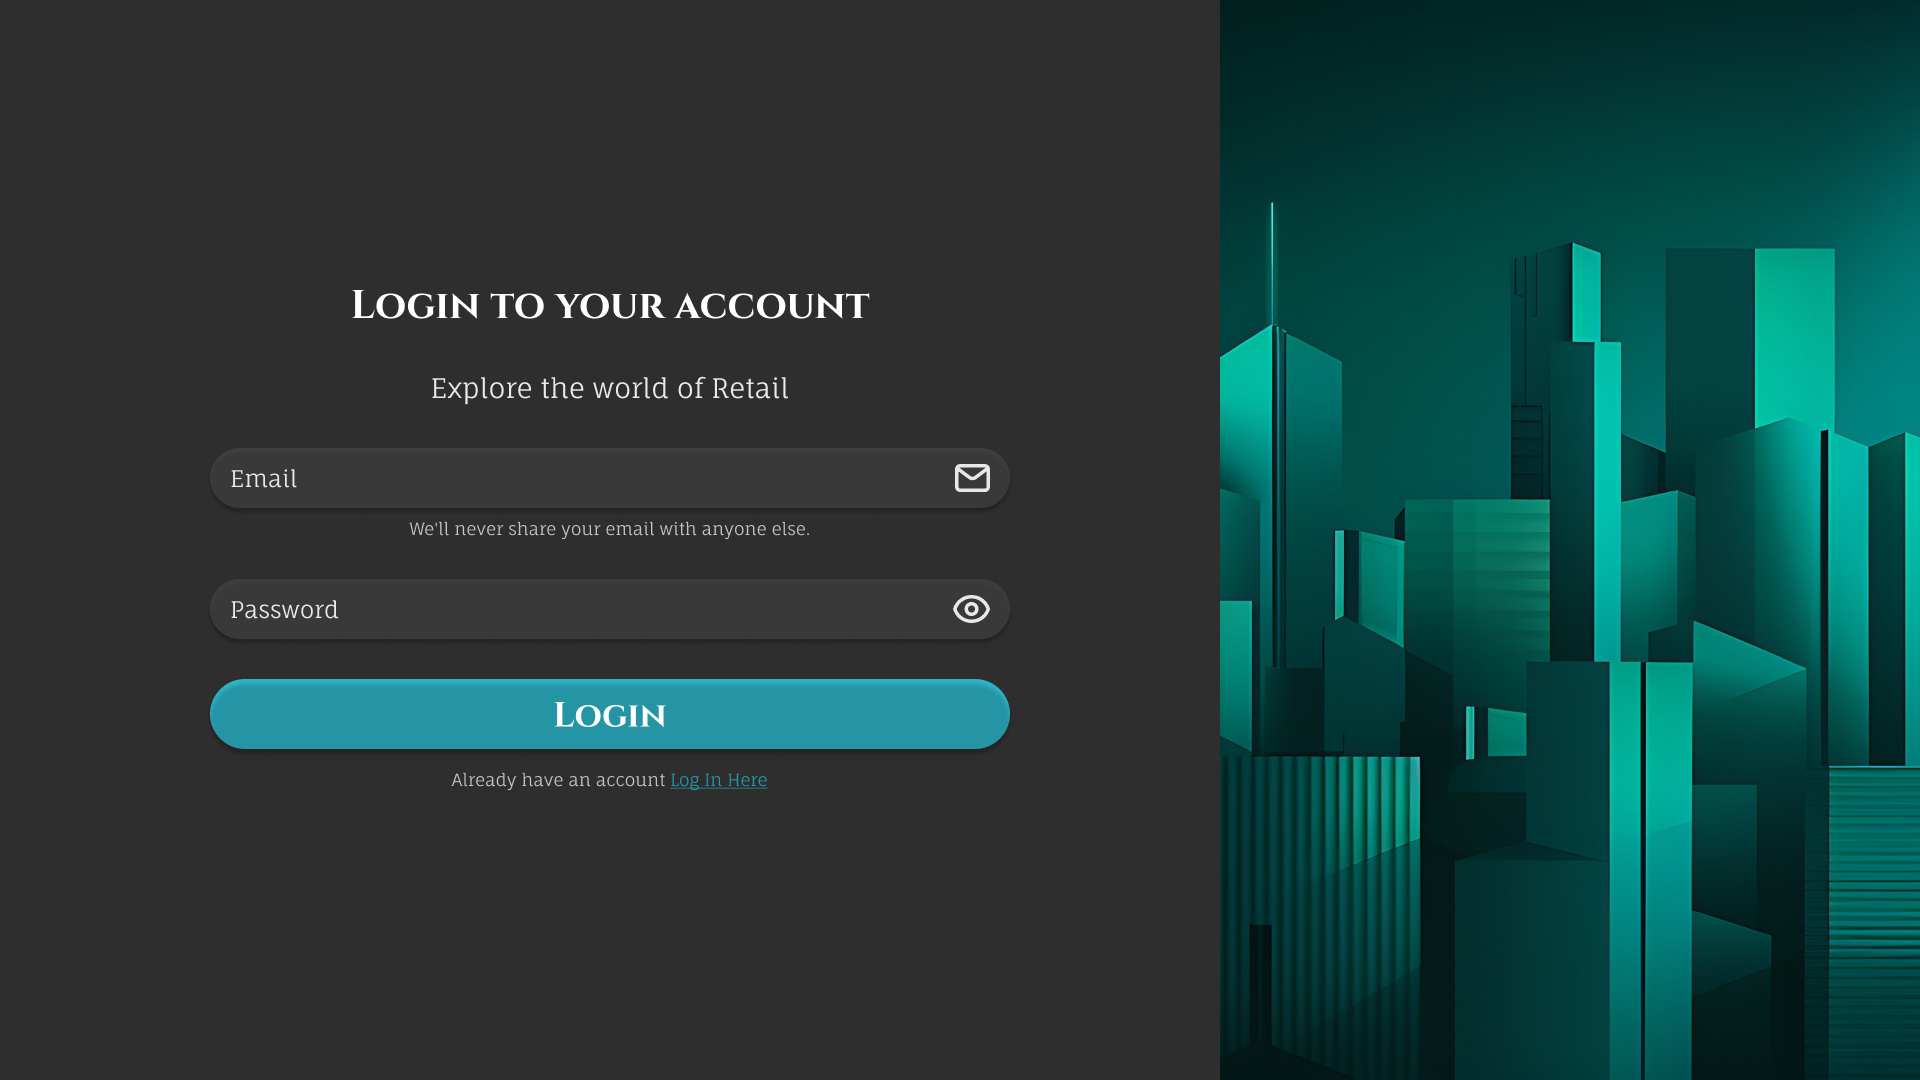 Login to your account
Explore the world of Retail
Email
We'll never share your email with anyone else.
Password
Login
Already have an account Log In Here